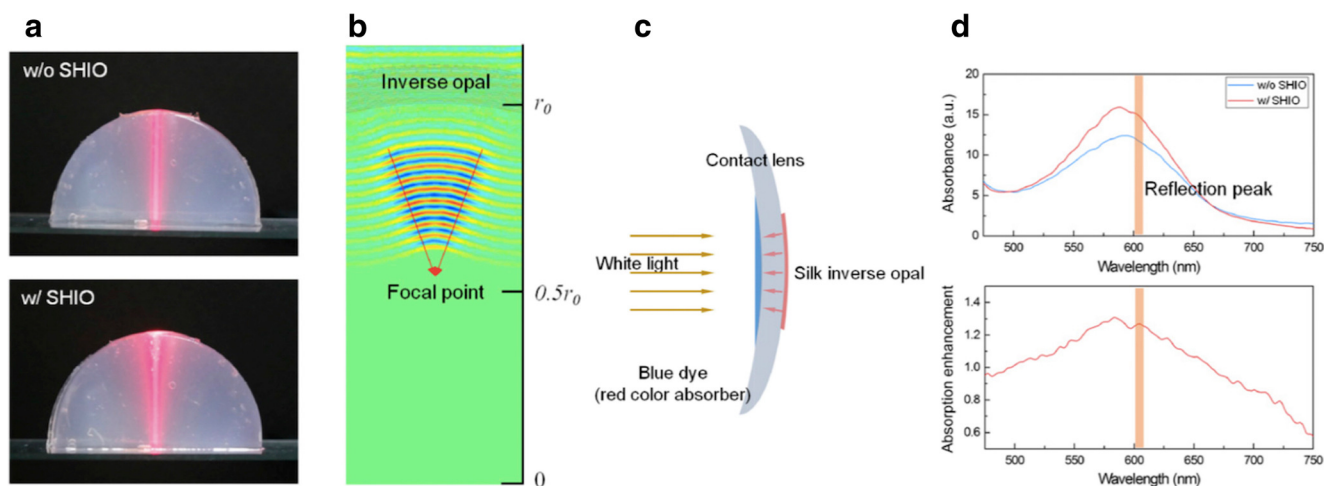 a
w/o SHIO
w/ SHIO
b
Inverse opal
r0
Focal point
0.5r0
0
c
Contact lens
White light
Silk inverse opal
Blue dye
(red color absorber)
d
Absorbance (a.u.)
20
15
10
5
0
w/o SHIO
w/ SHIO
Reflection peak
500 550 600 650 700 750
Wavelength (nm)
Absorption enhancement
1.4
1.2
1.0
0.8
0.6
500 550 600 650 700 750
Wavelength (nm)